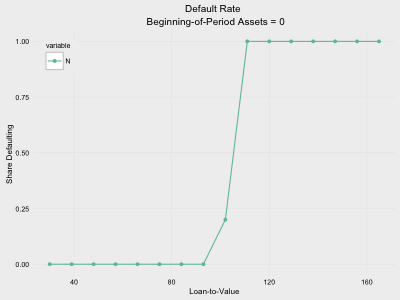 Default Rate
Beginning-of-Period Assets = 0
variable
N
1.00
0.75
0.50
0.25
0.00
Share Defaulting
40
80
120
160
Loan-to-Value